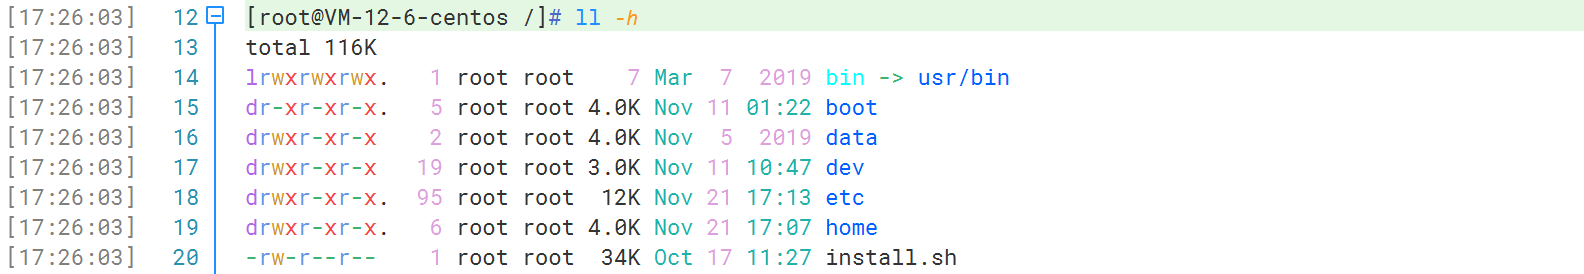 [17:26:03] 12 [root@VM-12-6-centos /]# ll -h
[17:26:03] 13 total 116K
[17:26:03] 14 lrwxrwxrwx. 1 root root 7 Mar 7 2019 bin -> usr/bin
[17:26:03] 15 dr-xr-xr-x. 5 root root 4.0K Nov 11 01:22 boot
[17:26:03] 16 drwxr-xr-x 2 root root 4.0K Nov 5 2019 data
[17:26:03] 17 drwxr-xr-x 19 root root 3.0K Nov 11 10:47 dev
[17:26:03] 18 drwxr-xr-x. 95 root root 12K Nov 21 17:13 etc
[17:26:03] 19 drwxr-xr-x. 6 root root 4.0K Nov 21 17:07 home
[17:26:03] 20 -rw-r--r-- 1 root root 34K Oct 17 11:27 install.sh